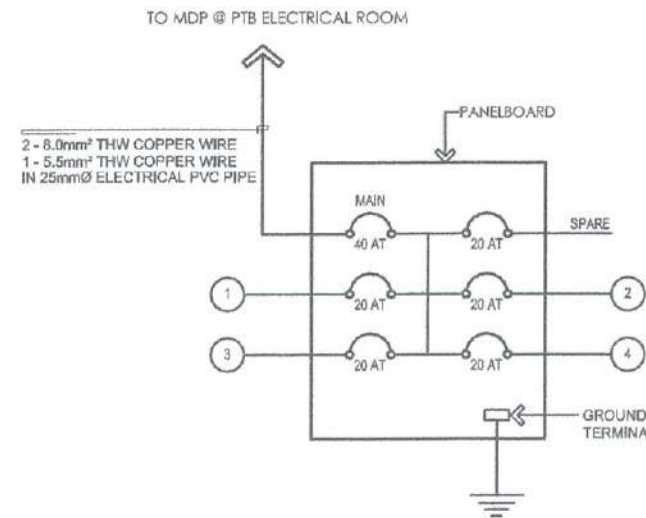 TO MDP @ PTB ELECTRICAL ROOM
PANELBOARD
2 - 8.0mm² THW COPPER WIRE
1 - 5.5mm² THW COPPER WIRE
IN 25mmØ ELECTRICAL PVC PIPE
MAIN
40 AT
20 AT
SPARE
1
20 AT
20 AT
2
3
20 AT
20 AT
4
GROUND
TERMINA